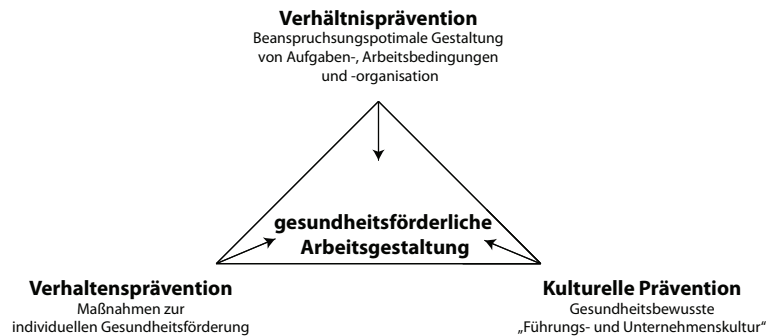 Verhältnisprävention
Beanspruchsungspotimale Gestaltung
von Aufgaben-, Arbeitsbedingungen
und -organisation
gesundheitsförderliche
Arbeitsgestaltung
Verhaltensprävention
Maßnahmen zur
individuellen Gesundheitsförderung
Kulturelle Prävention
Gesundheitsbewusste
„Führungs- und Unternehmenskultur“